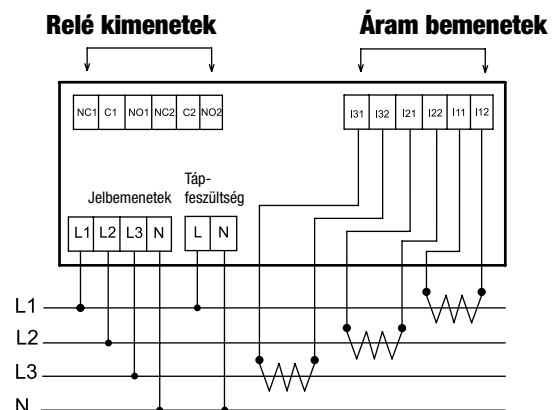 Relé kimenetek Áram bemenetek
NC1 C1 NO1 NC2 C2 NO2 I31 I32 I21 I22 I11 I12
Jelbemenetek
Táp-
feszültség
L1 L2 L3 N L N
L1
L2
L3
N